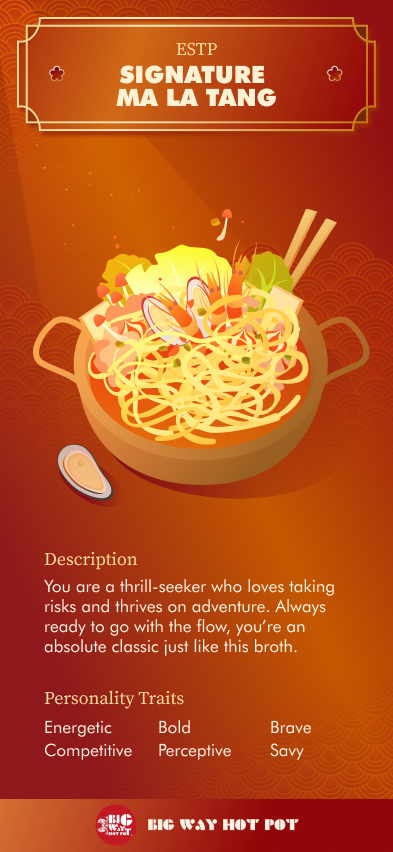 ESTP
SIGNATURE
MA LA TANG
Description
You are a thrill-seeker who loves taking
risks and thrives on adventure. Always
ready to go with the flow, you’re an
absolute classic just like this broth.
Personality Traits
Energetic Bold Brave
Competitive Perceptive Savy
BIG
WAY
HOT POT
BIG WAY HOT POT